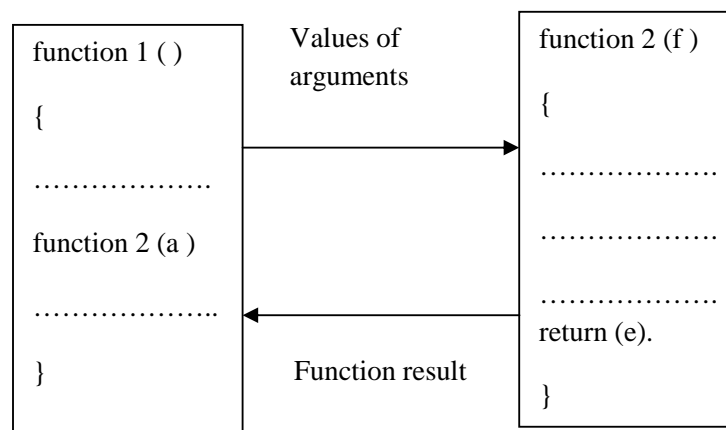 function 1 ( )
{
………………….
function 2 (a )
…………………..
}
Values of
arguments
Function result
function 2 (f )
{
………………….
………………….
………………….
return (e).
}